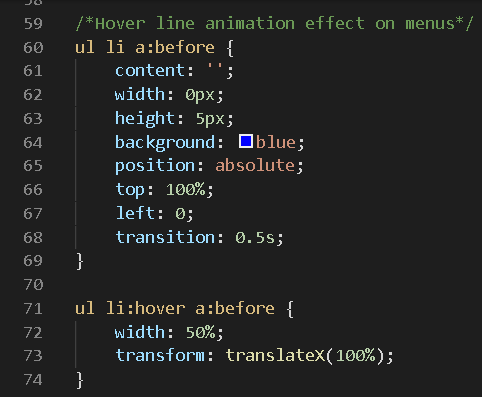 58
59 /*Hover line animation effect on menus*/
60 ul li a:before {
61 content: '';
62 width: 0px;
63 height: 5px;
64 background: blue;
65 position: absolute;
66 top: 100%;
67 left: 0;
68 transition: 0.5s;
69 }
70
71 ul li:hover a:before {
72 width: 50%;
73 transform: translateX(100%);
74 }